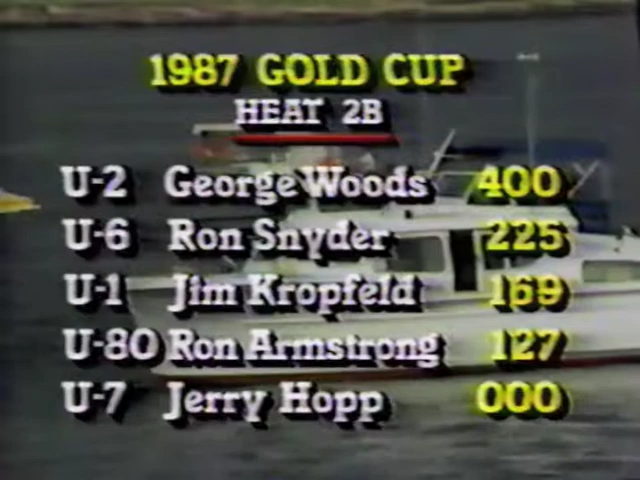 1987 GOLD CUP
HEAT 2B
U-2 George Woods 400
U-6 Ron Snyder 225
U-1 Jim Kropfeld 169
U-80 Ron Armstrong 127
U-7 Jerry Hopp 000